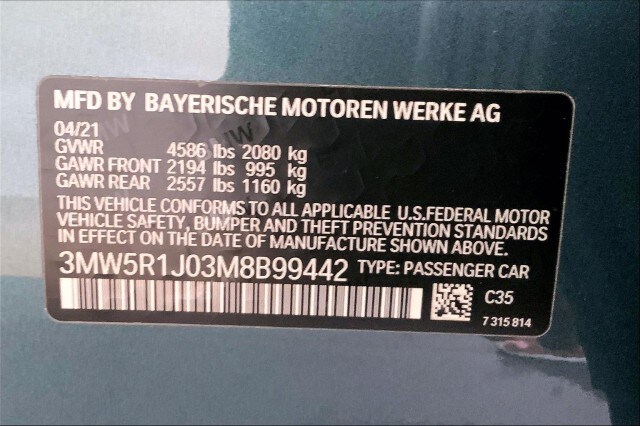 MFD BY BAYERISCHE MOTOREN WERKE AG
04/21
GVWR 4586 lbs 2080 kg
GAWR FRONT 2194 lbs 995 kg
GAWR REAR 2557 lbs 1160 kg
THIS VEHICLE CONFORMS TO ALL APPLICABLE U.S.FEDERAL MOTOR
VEHICLE SAFETY, BUMPER AND THEFT PREVENTION STANDARDS
IN EFFECT ON THE DATE OF MANUFACTURE SHOWN ABOVE.
3MW5R1J03M8B99442 TYPE: PASSENGER CAR
C35
7 315 814